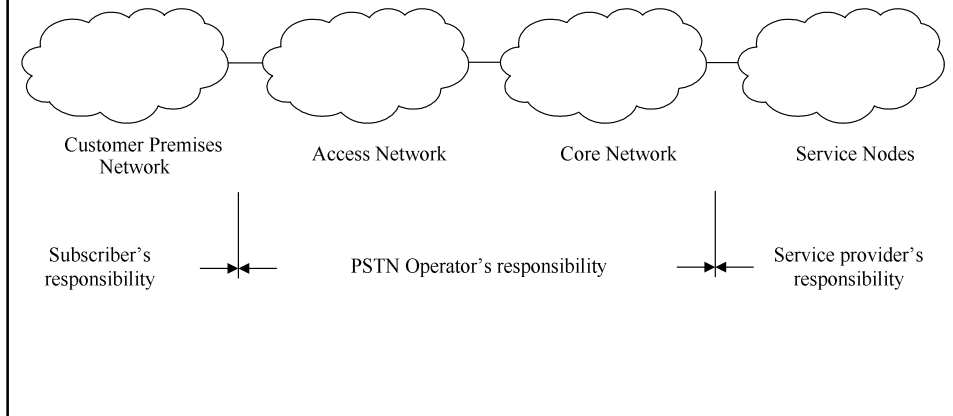 Customer Premises
Network
Access Network
Core Network
Service Nodes
Subscriber's
responsibility
PSTN Operator's responsibility
Service provider's
responsibility